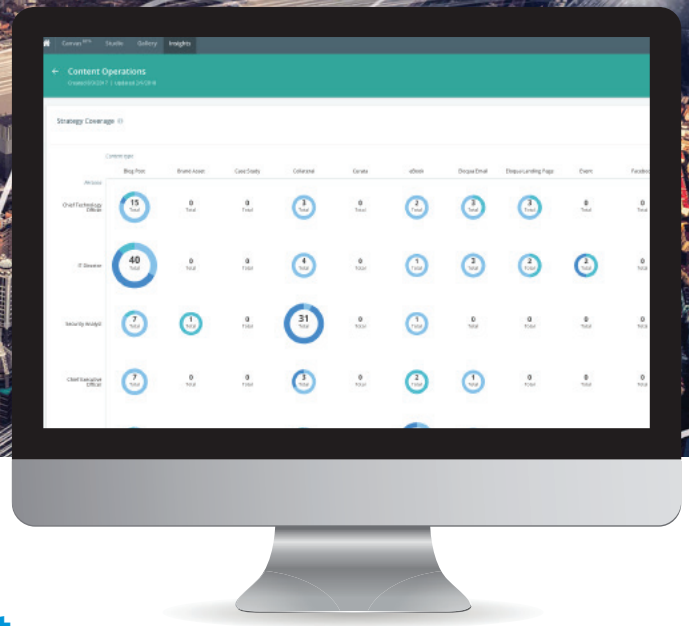 Canvas BETA Studio Gallery Insights
← Content Operations
Strategy Coverage
Content type
Blog Post Brand Asset Case Study Collateral eBook Eloqua Email Eloqua Landing Page Event
Personas
Chief Technology Officer
15 Total 0 Total 0 Total 3 Total 0 Total 2 Total 3 Total 3 Total 0 Total 0 Total
IT Director
40 Total 0 Total 0 Total 4 Total 0 Total 1 Total Total Total Total 0 Total
Security Analyst
7 Total 1 Total 0 Total 31 Total 0 Total 1 Total 0 Total 0 Total 0 Total 0 Total
Chief Executive Officer
7 Total 0 Total 0 Total 3 Total 0 Total 2 Total 1 Total 0 Total 0 Total 0 Total